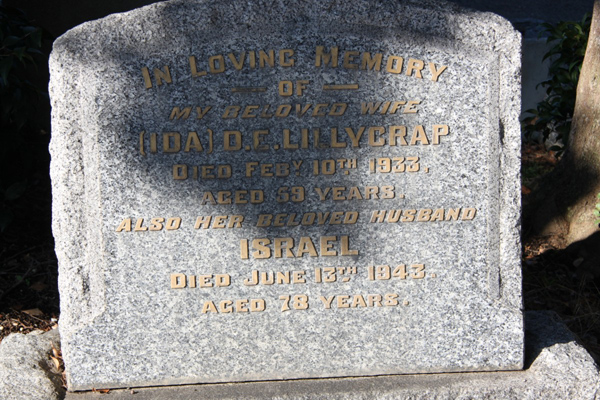 In Loving Memory
— OF —
MY BELOVED WIFE
(IDA) D.E. LILLYCRAP
Died Feby 10th 1933.
AGED 59 YEARS.
ALSO HER BELOVED HUSBAND
ISRAEL
Died June 13th 1943.
AGED 78 YEARS.